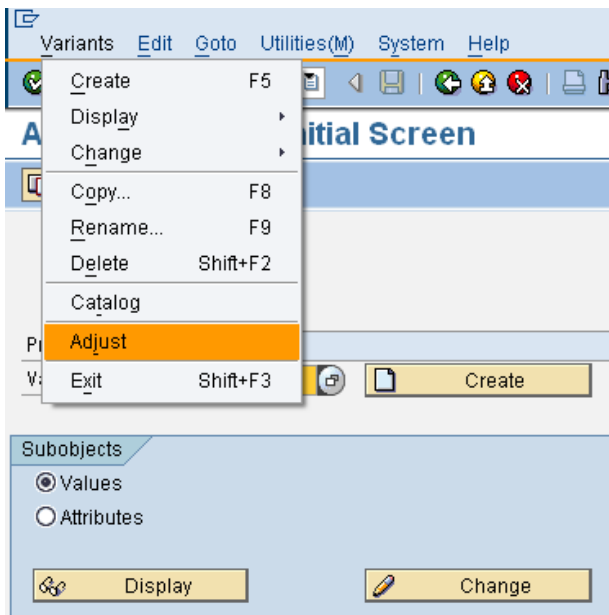 Variants Edit Goto Utilities(M) System Help
Create F5
Display
Change
itial Screen
Copy... F8
Rename... F9
Delete Shift+F2
Catalog
Adjust
Exit Shift+F3
Create
Subobjects
Values
Attributes
Display Change